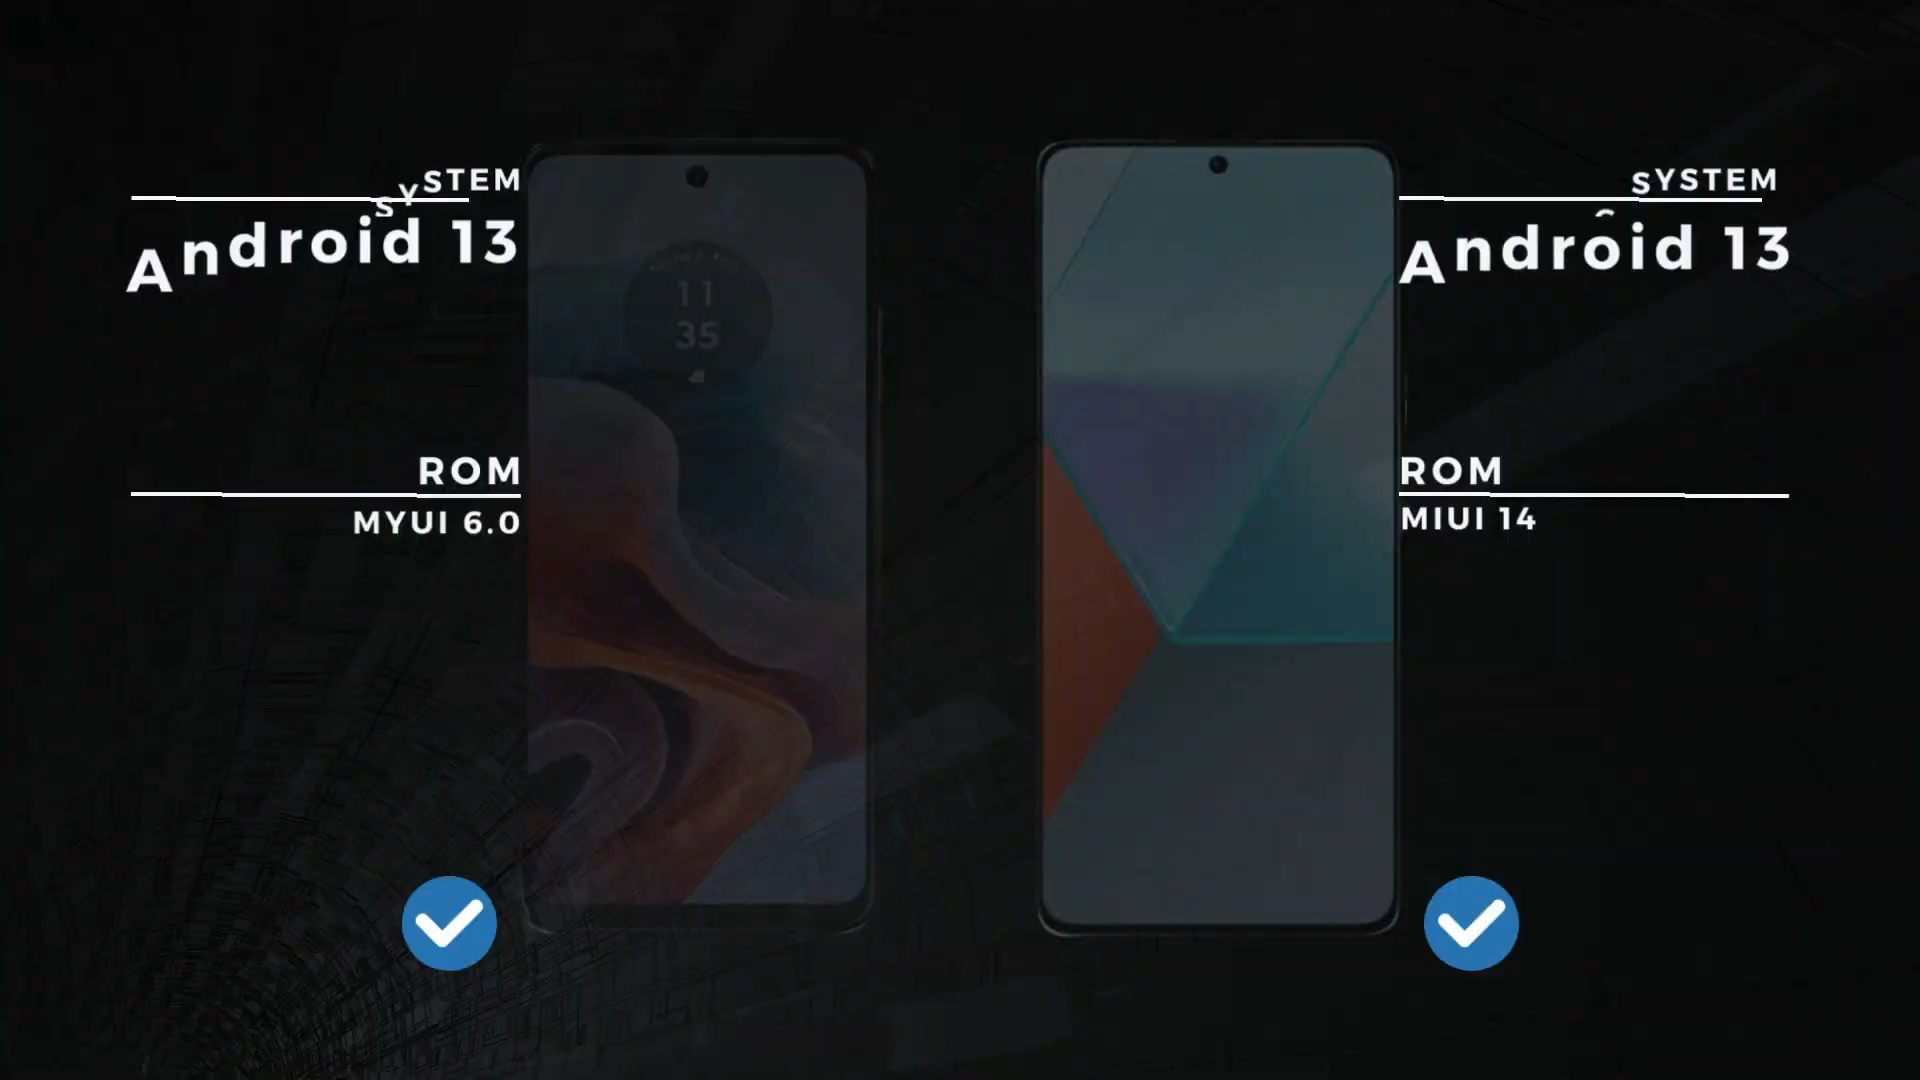 SYSTEM
Android 13
ROM
MYUI 6.0
11
35
SYSTEM
Android 13
ROM
MIUI 14